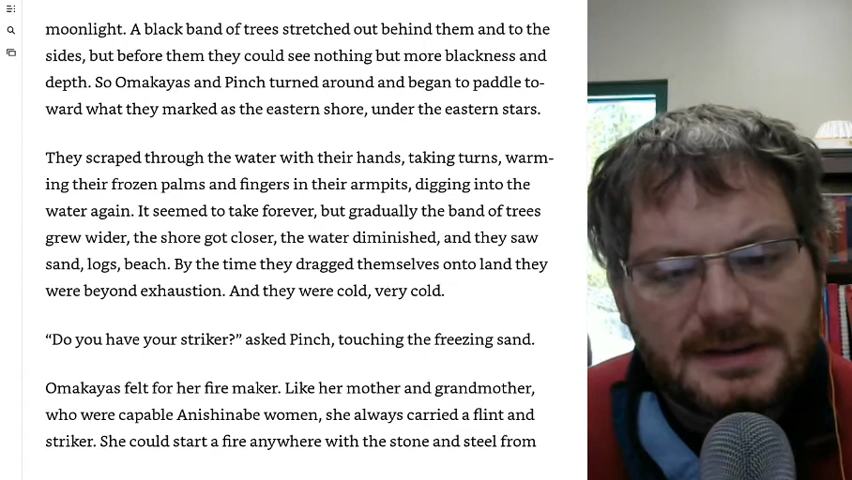 moonlight. A black band of trees stretched out behind them and to the
sides, but before them they could see nothing but more blackness and
depth. So Omakayas and Pinch turned around and began to paddle to-
ward what they marked as the eastern shore, under the eastern stars.
They scraped through the water with their hands, taking turns, warm-
ing their frozen palms and fingers in their armpits, digging into the
water again. It seemed to take forever, but gradually the band of trees
grew wider, the shore got closer, the water diminished, and they saw
sand, logs, beach. By the time they dragged themselves onto land they
were beyond exhaustion. And they were cold, very cold.
“Do you have your striker?” asked Pinch, touching the freezing sand.
Omakayas felt for her fire maker. Like her mother and grandmother,
who were capable Anishinabe women, she always carried a flint and
striker. She could start a fire anywhere with the stone and steel from